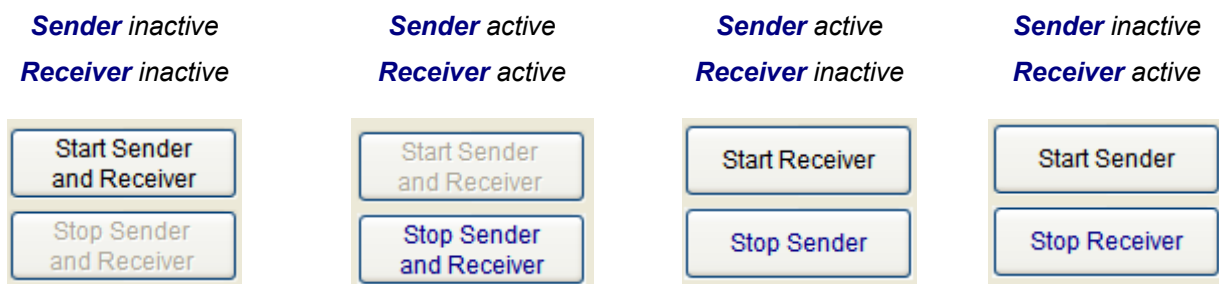 Sender inactive
Receiver inactive
Start Sender
and Receiver
Stop Sender
and Receiver
Sender active
Receiver active
Start Sender
and Receiver
Stop Sender
and Receiver
Sender active
Receiver inactive
Start Receiver
Stop Sender
Sender inactive
Receiver active
Start Sender
Stop Receiver